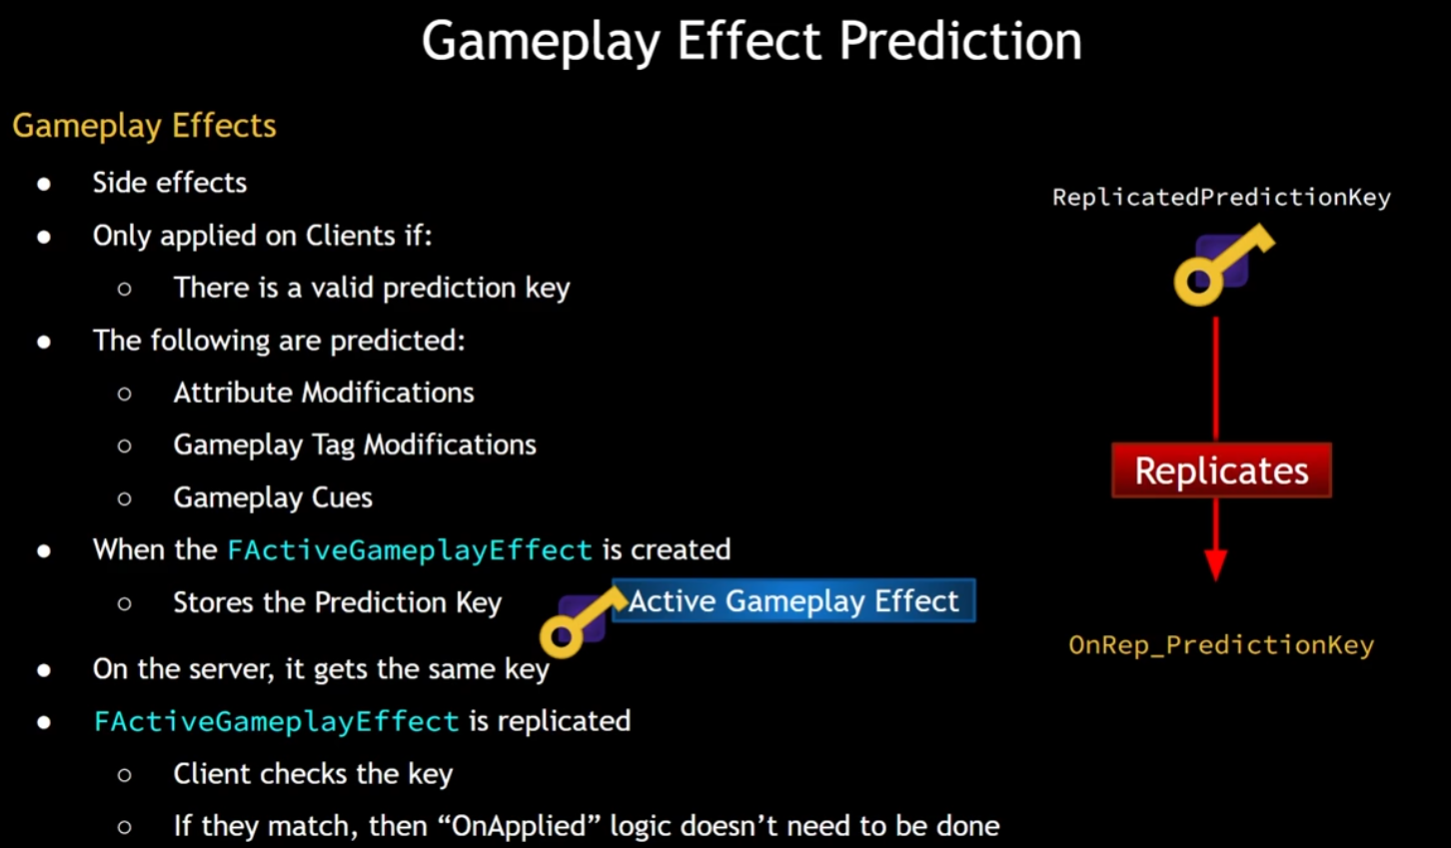 Gameplay Effect Prediction
Gameplay Effects
● Side effects
● Only applied on Clients if:
○ There is a valid prediction key
● The following are predicted:
○ Attribute Modifications
○ Gameplay Tag Modifications
○ Gameplay Cues
● When the FActiveGameplayEffect is created
○ Stores the Prediction Key
Active Gameplay Effect
● On the server, it gets the same key
● FActiveGameplayEffect is replicated
○ Client checks the key
○ If they match, then “OnApplied” logic doesn’t need to be done
ReplicatedPredictionKey
Replicates
OnRep_PredictionKey